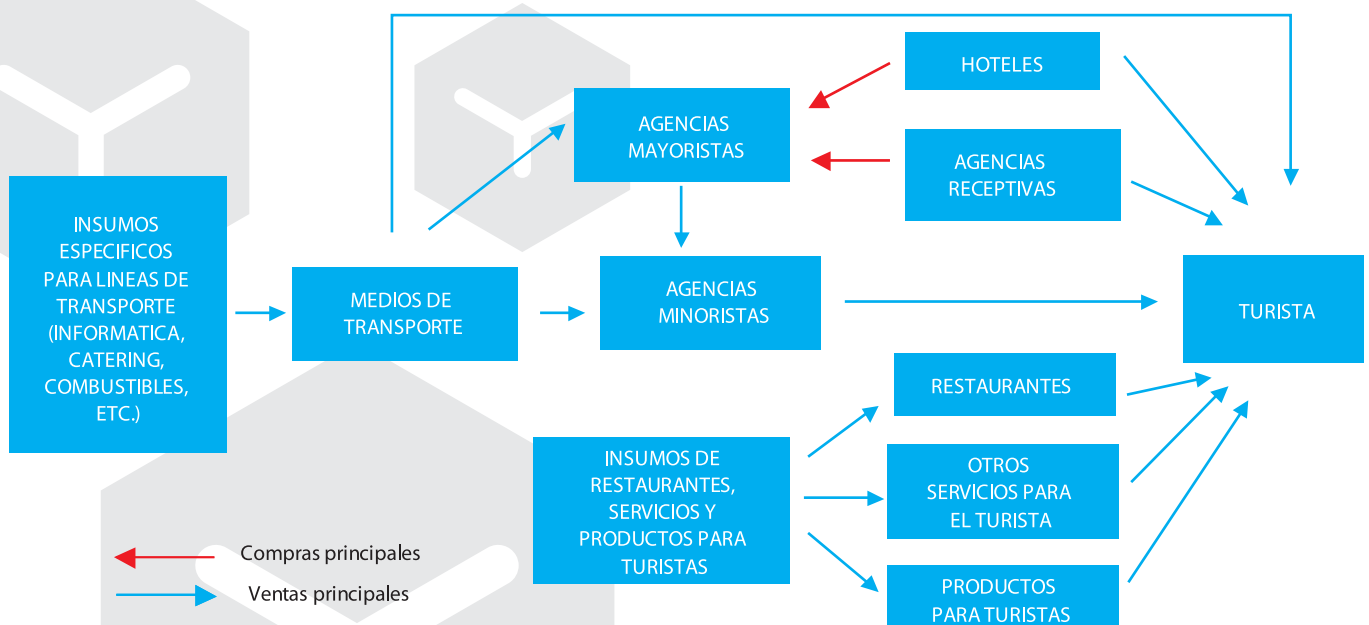 HOTELES
AGENCIAS
MAYORISTAS
AGENCIAS
RECEPTIVAS
INSUMOS
ESPECIFICOS
PARA LINEAS DE
TRANSPORTE
(INFORMATICA,
CATERING,
COMBUSTIBLES,
ETC.)
MEDIOS DE
TRANSPORTE
AGENCIAS
MINORISTAS
TURISTA
RESTAURANTES
INSUMOS DE
RESTAURANTES,
SERVICIOS Y
PRODUCTOS PARA
TURISTAS
OTROS
SERVICIOS PARA
EL TURISTA
PRODUCTOS
PARA TURISTAS
Compras principales
Ventas principales